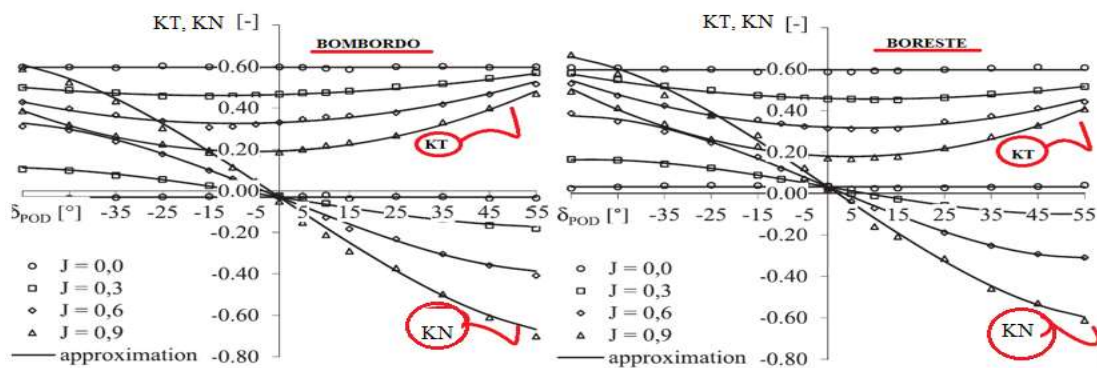 KT, KN [-]
BOMBORDO
0.60
0.40
0.20
0.00
-0.20
-0.40
-0.60
-0.80
KT
KN
δPOD [°]
-35 -25 -15 -5 5 15 25 35 45 55
J = 0,0
J = 0,3
J = 0,6
J = 0,9
approximation
KT, KN [-]
BORESTE
0.60
0.40
0.20
0.00
-0.20
-0.40
-0.60
-0.80
KT
KN
δPOD [°]
-35 -25 -15 -5 5 15 25 35 45 55
J = 0,0
J = 0,3
J = 0,6
J = 0,9
approximation